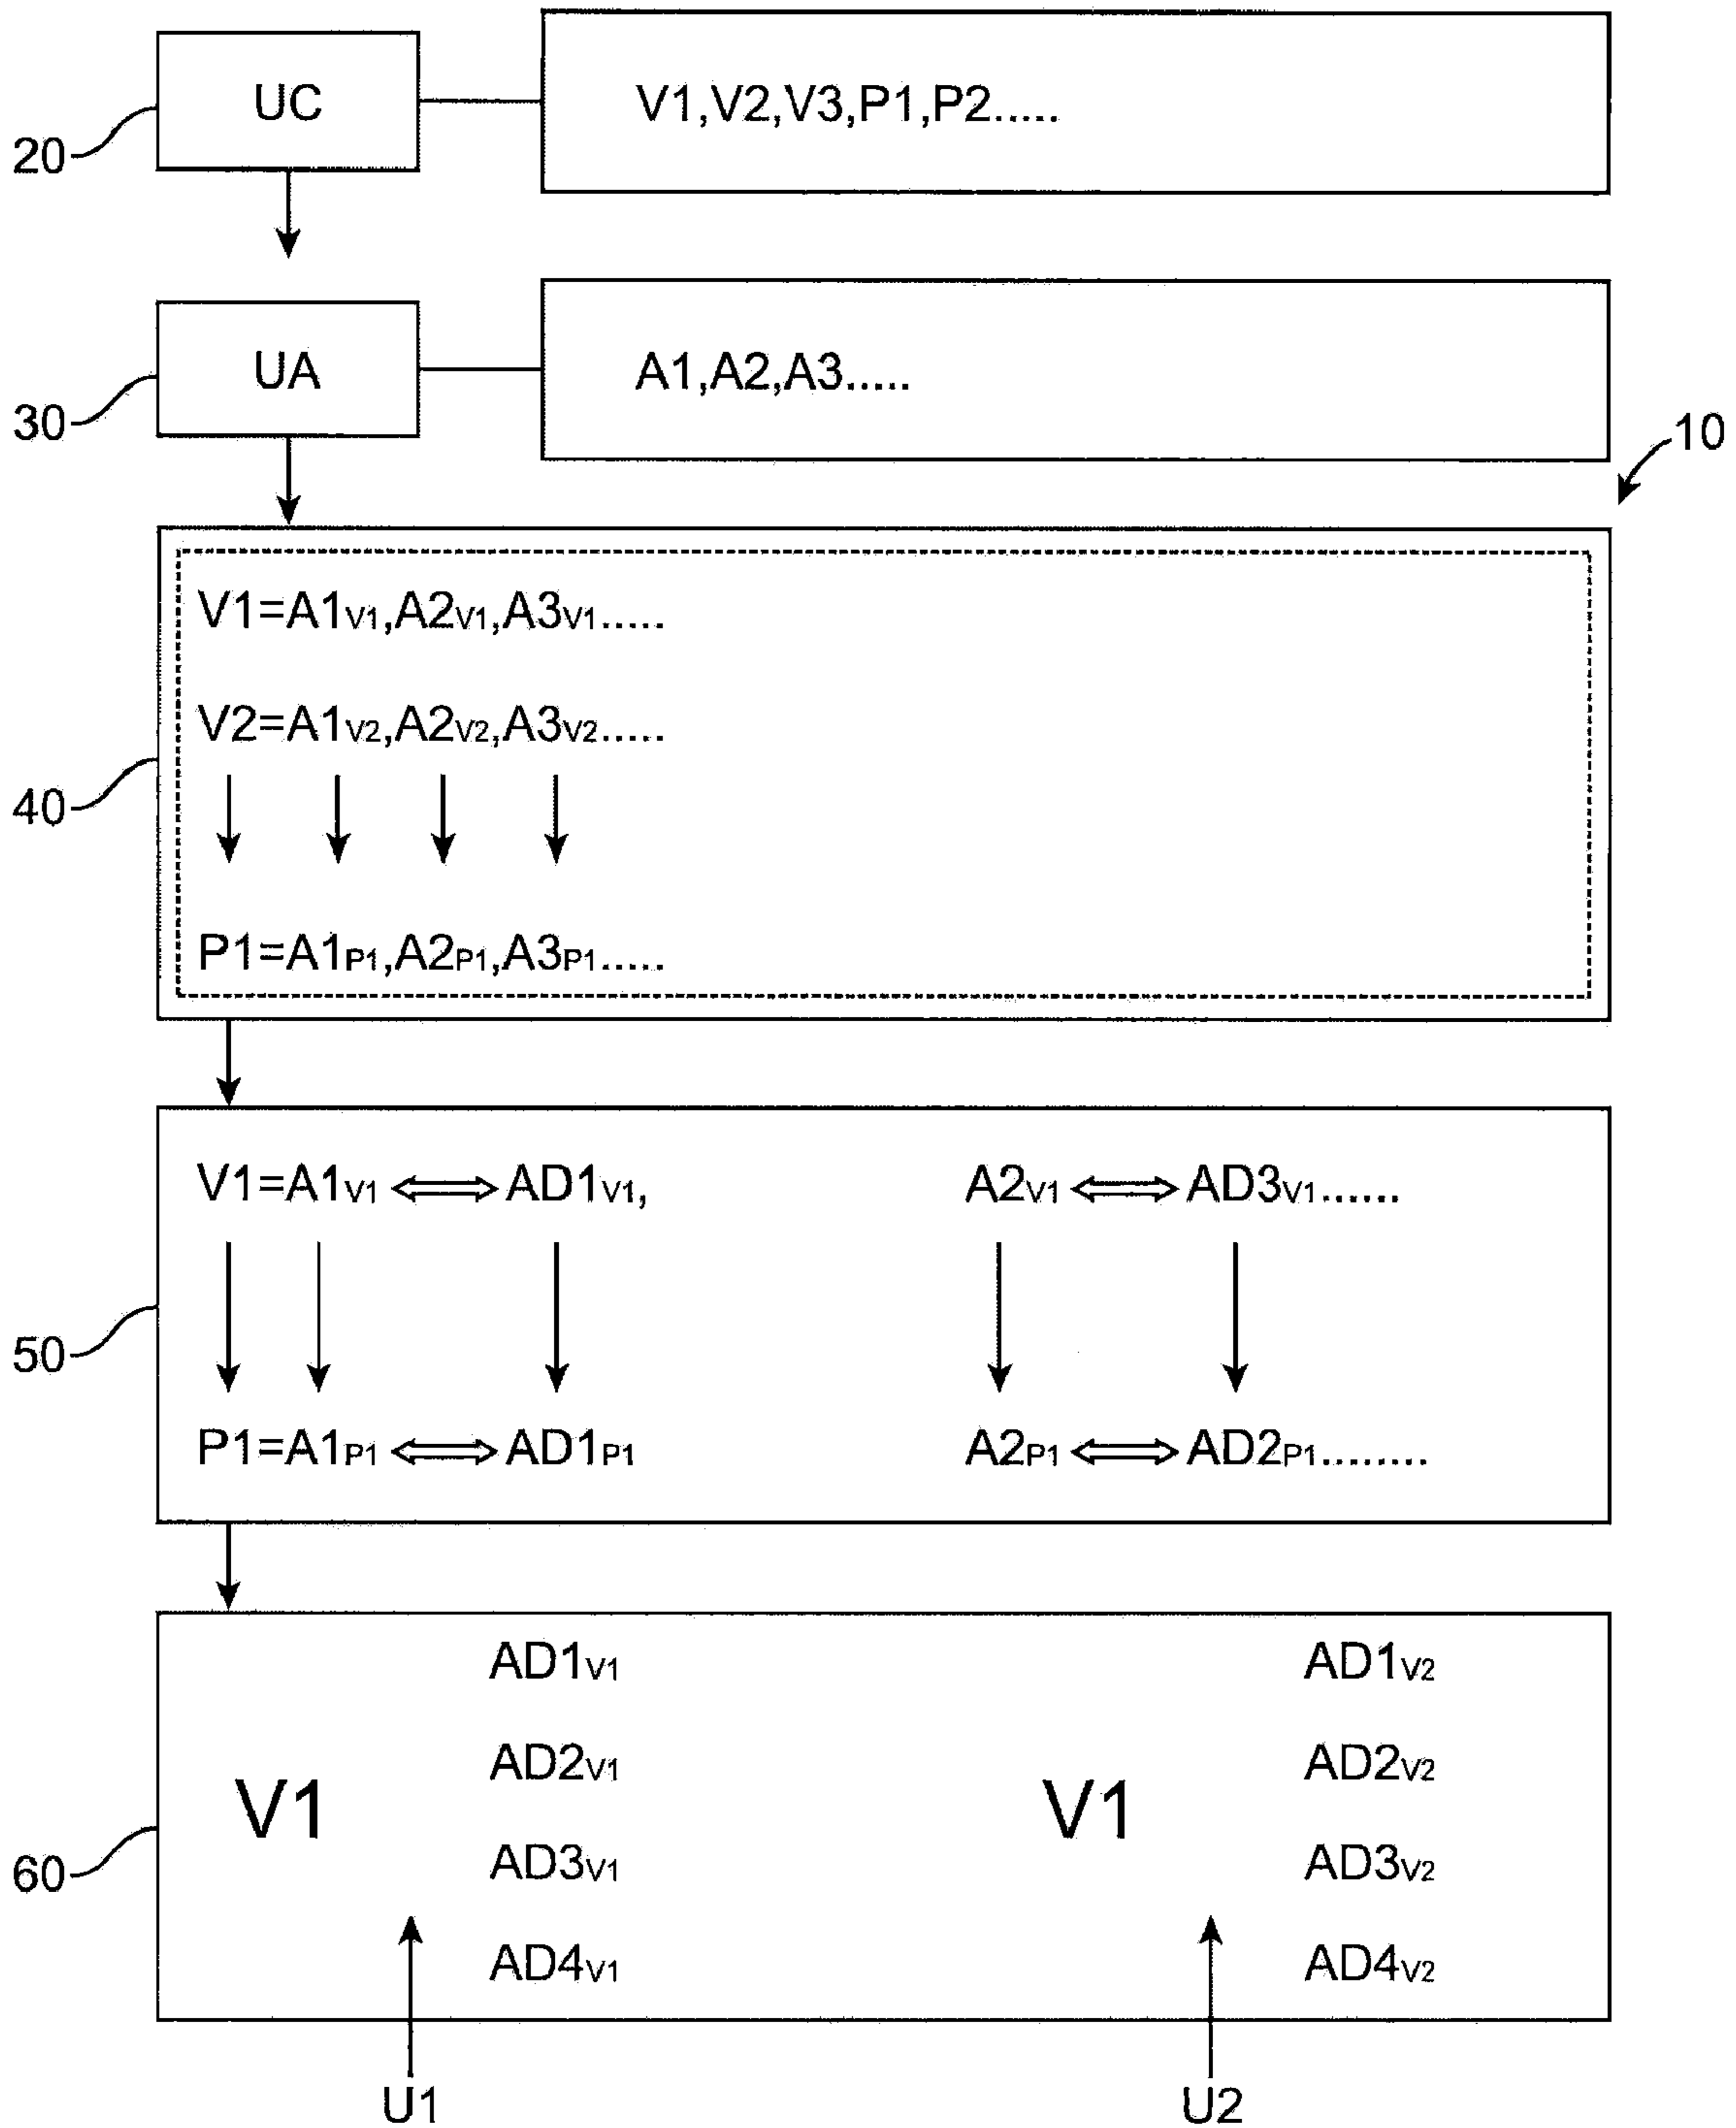 UC
V1,V2,V3,P1,P2.....
20
UA
A1,A2,A3.....
30
10
V1=A1V1,A2V1,A3V1.....
V2=A1V2,A2V2,A3V2.....
40
P1=A1P1,A2P1,A3P1.....
V1=A1V1 ⇔ AD1V1, A2V1 ⇔ AD3V1......
50
P1=A1P1 ⇔ AD1P1 A2P1 ⇔ AD2P1........
AD1V1 AD1V2
AD2V1 AD2V2
V1 V1
60
AD3V1 AD3V2
AD4V1 AD4V2
U1 U2